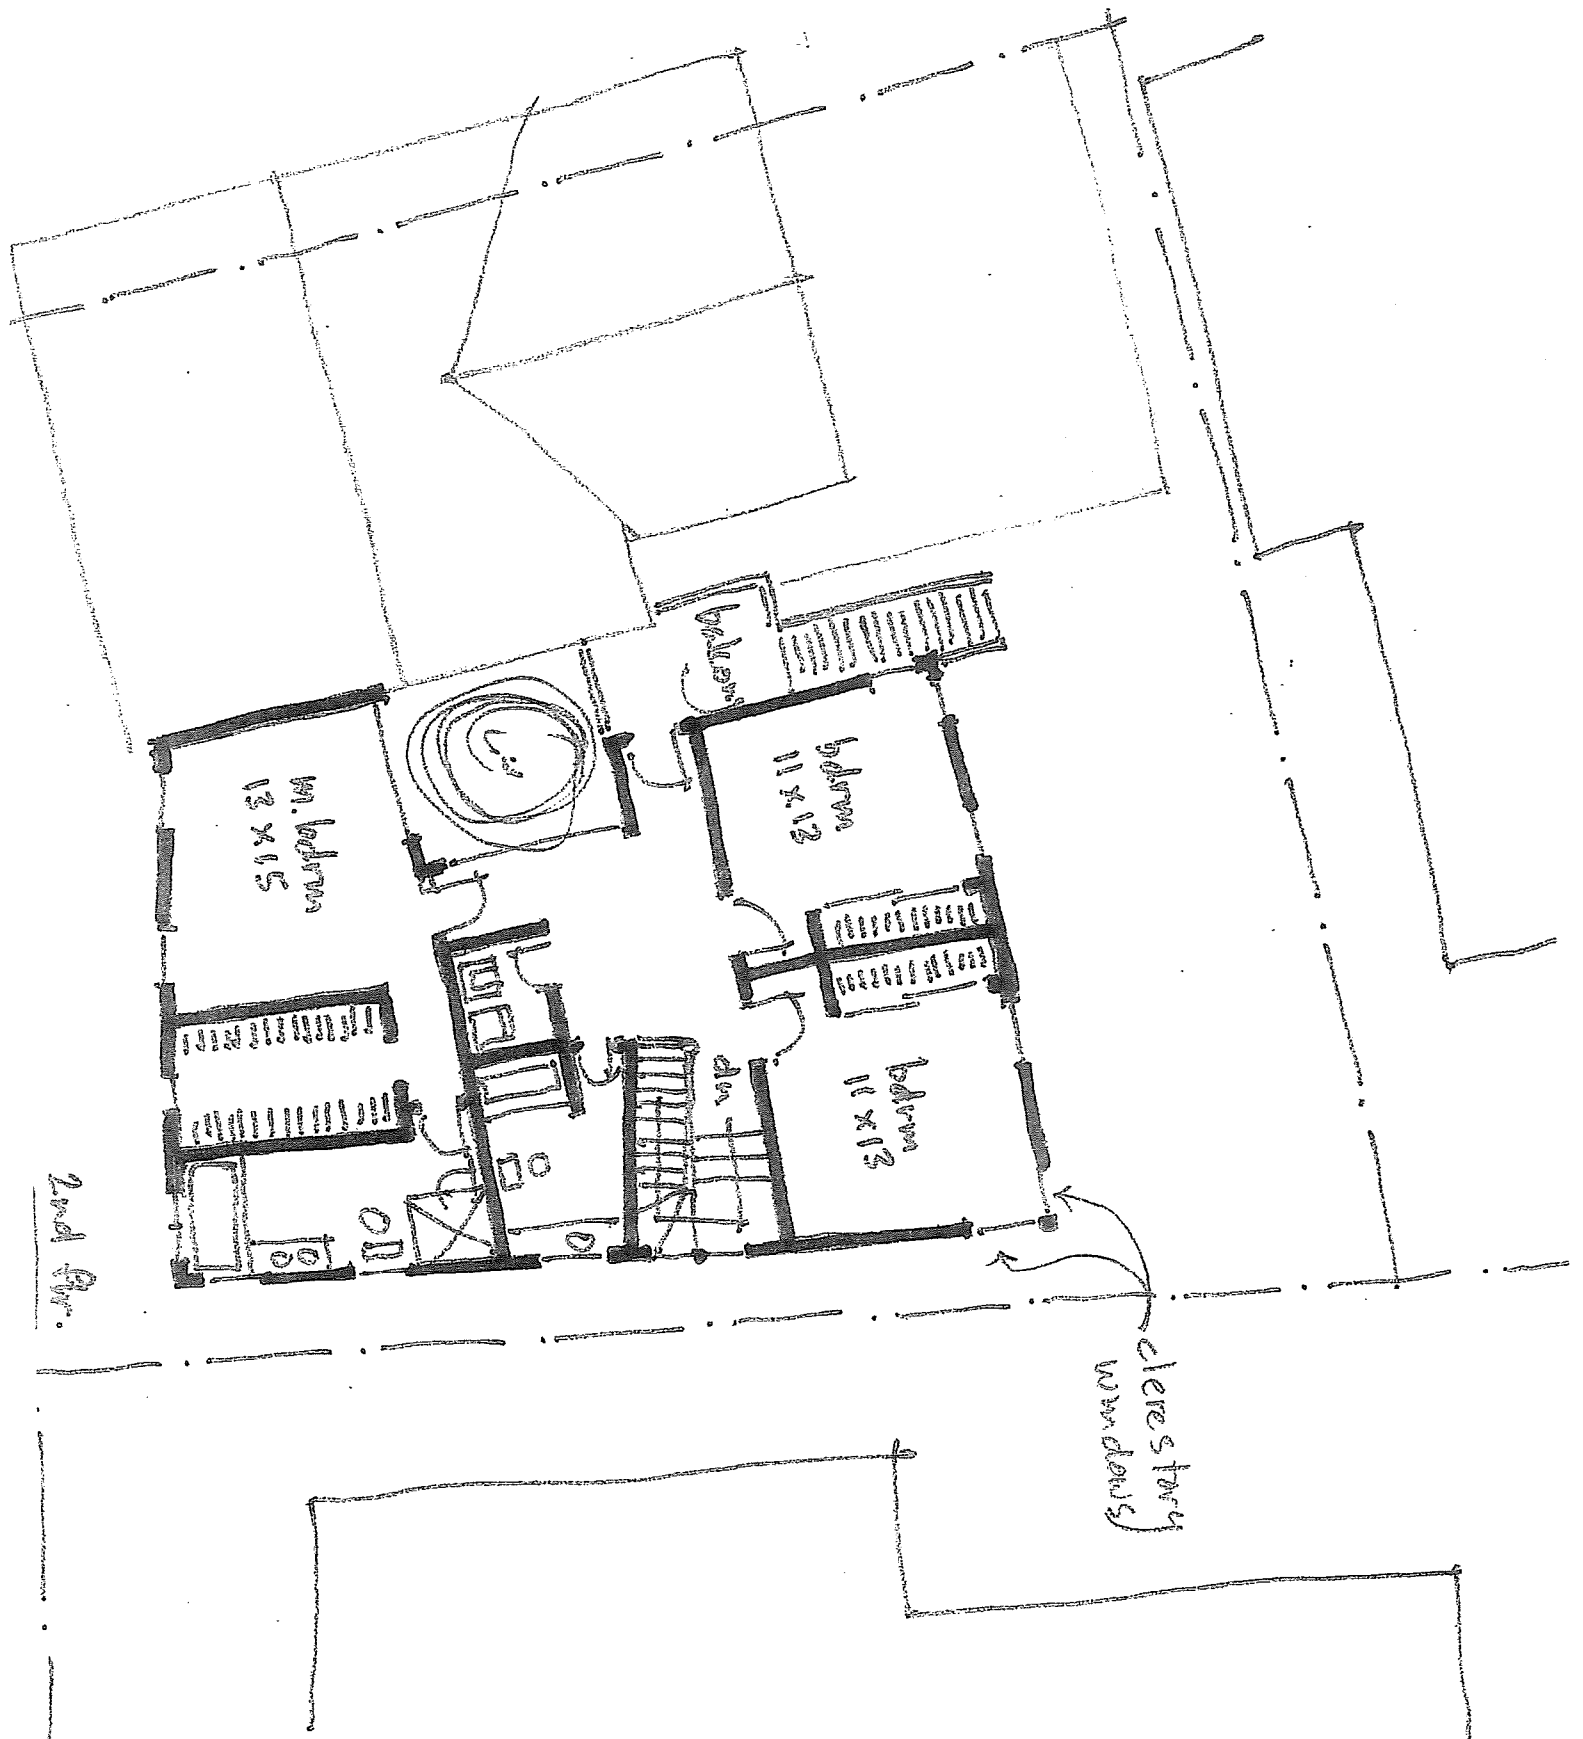 balcony
bdrm
11 x 13
m. bdrm
13 x 15
dn
bdrm
11 x 13
clerestory
windows
2nd flr.